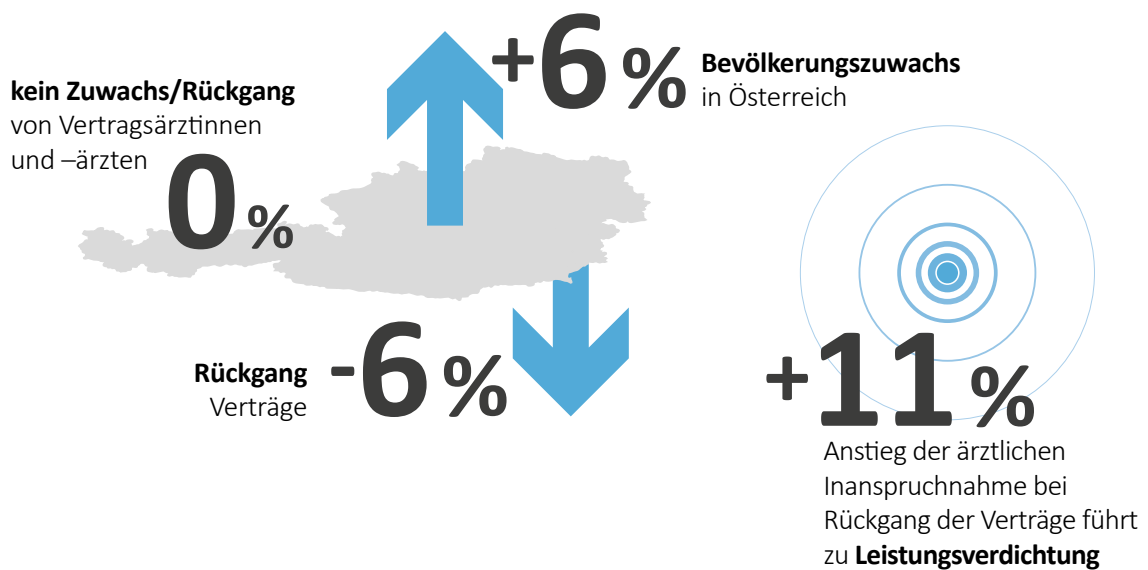 kein Zuwachs/Rückgang
von Vertragsärztinnen
und –ärzten
0 %
+6 %
Bevölkerungszuwachs
in Österreich
Rückgang
Verträge
-6 %
+11 %
Anstieg der ärztlichen
Inanspruchnahme bei
Rückgang der Verträge führt
zu Leistungsverdichtung